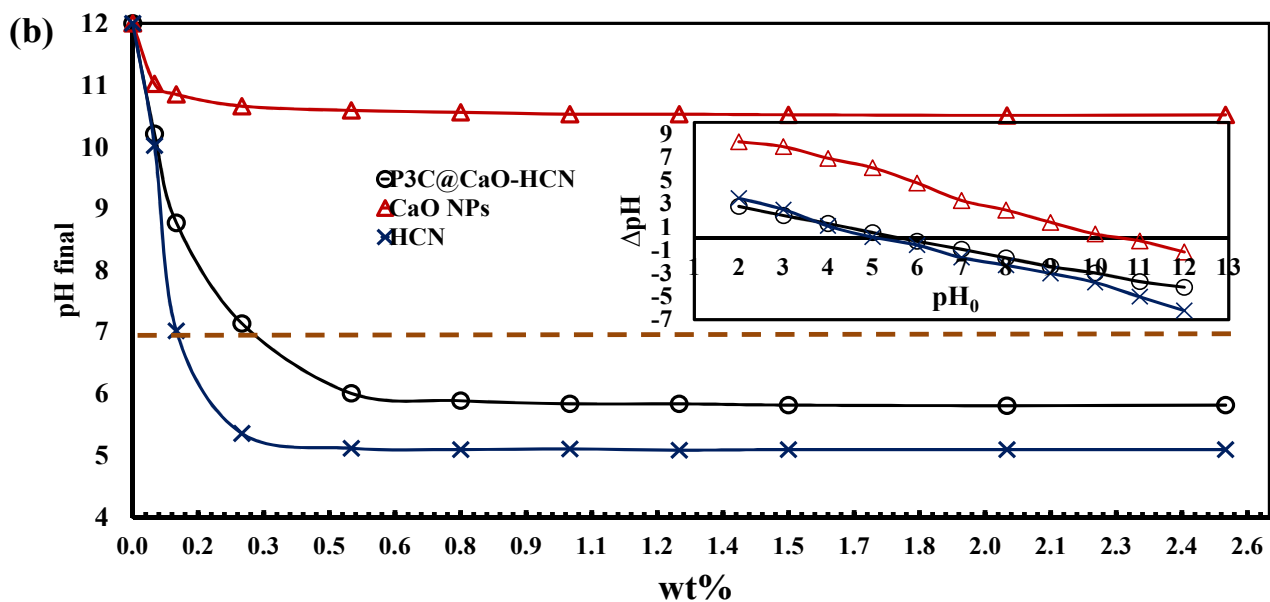 (b)
pH final
12
11
10
9
8
7
6
5
4
P3C@CaO-HCN
CaO NPs
HCN
ΔpH
9
7
5
3
1
-1
-3
-5
-7
1 2 3 4 5 6 7 8 9 10 11 12 13
pH0
0.0 0.2 0.3 0.5 0.6 0.8 0.9 1.1 1.2 1.4 1.5 1.7 1.8 2.0 2.1 2.3 2.4 2.6
wt%